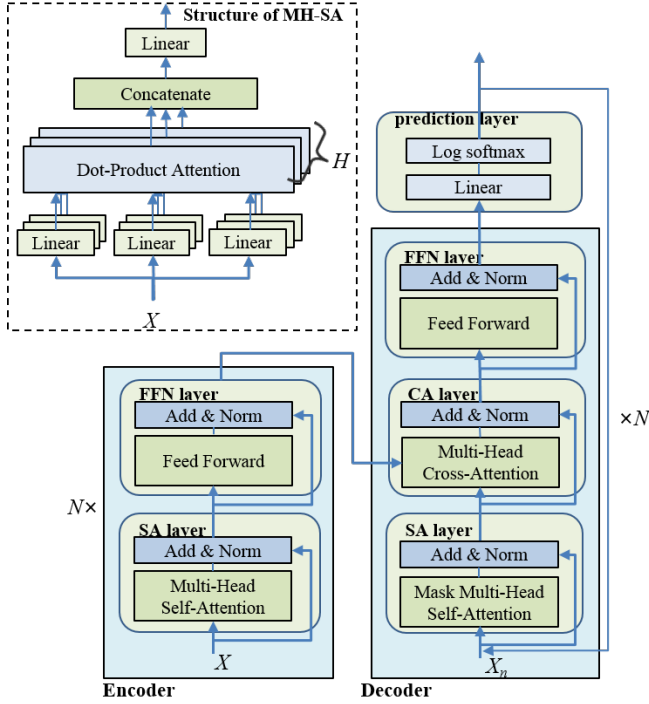 Structure of MH-SA
Linear
Concatenate
Dot-Product Attention
H
Linear
Linear
Linear
X
prediction layer
Log softmax
Linear
FFN layer
Add & Norm
Feed Forward
CA layer
Add & Norm
Multi-Head
Cross-Attention
×N
SA layer
Add & Norm
Mask Multi-Head
Self-Attention
Xn
Decoder
FFN layer
Add & Norm
Feed Forward
N×
SA layer
Add & Norm
Multi-Head
Self-Attention
X
Encoder